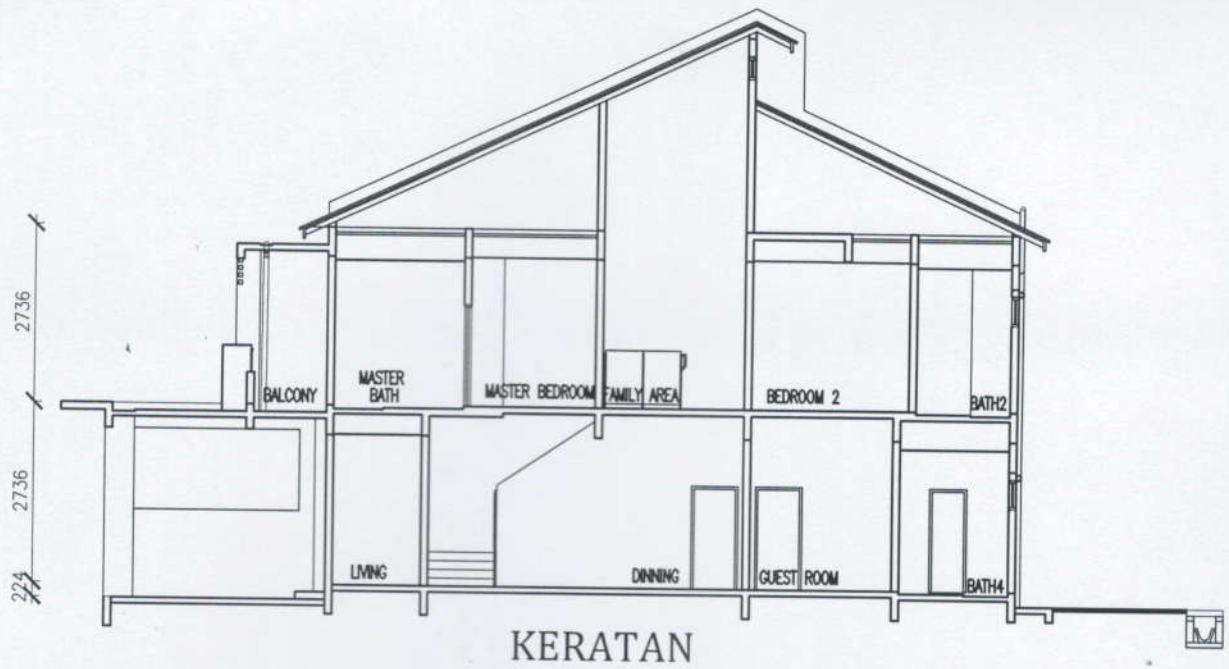 2736
BALCONY
MASTER
BATH
MASTER BEDROOM
FAMILY AREA
BEDROOM 2
BATH2
2736
224
LIVING
DINNING
GUEST ROOM
BATH4
KERATAN